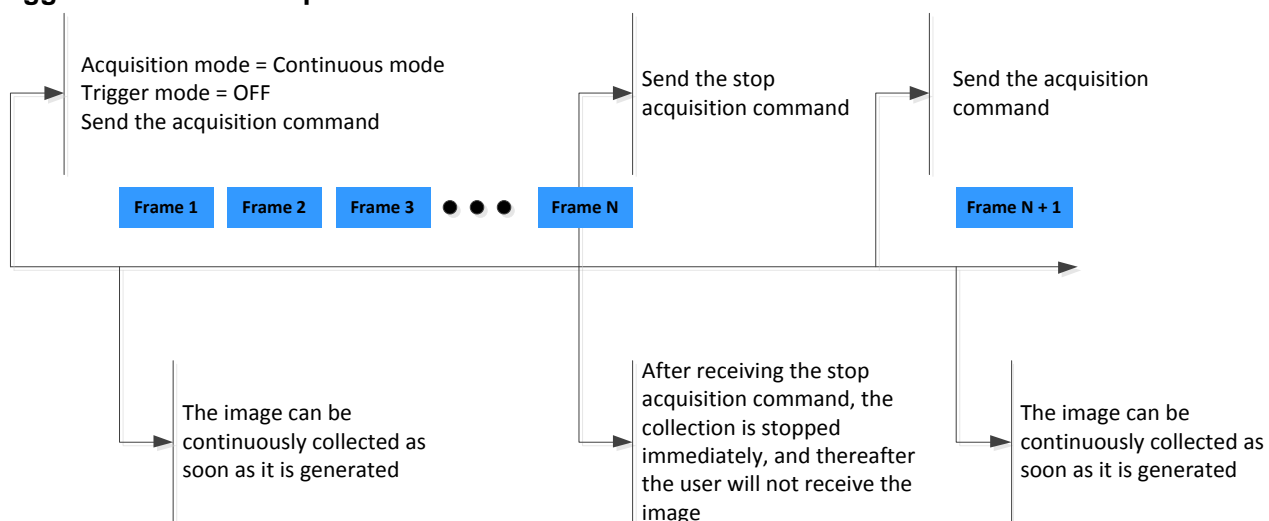 Acquisition mode = Continuous mode
Trigger mode = OFF
Send the acquisition command
Send the stop
acquisition command
Send the acquisition
command
Frame 1
Frame 2
Frame 3
Frame N
Frame N + 1
The image can be
continuously collected as
soon as it is generated
After receiving the stop
acquisition command, the
collection is stopped
immediately, and thereafter
the user will not receive the
image
The image can be
continuously collected as
soon as it is generated